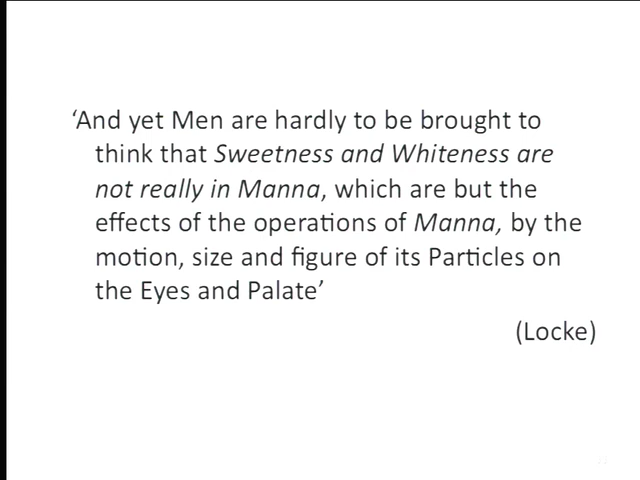 ‘And yet Men are hardly to be brought to
think that Sweetness and Whiteness are
not really in Manna, which are but the
effects of the operations of Manna, by the
motion, size and figure of its Particles on
the Eyes and Palate’
(Locke)